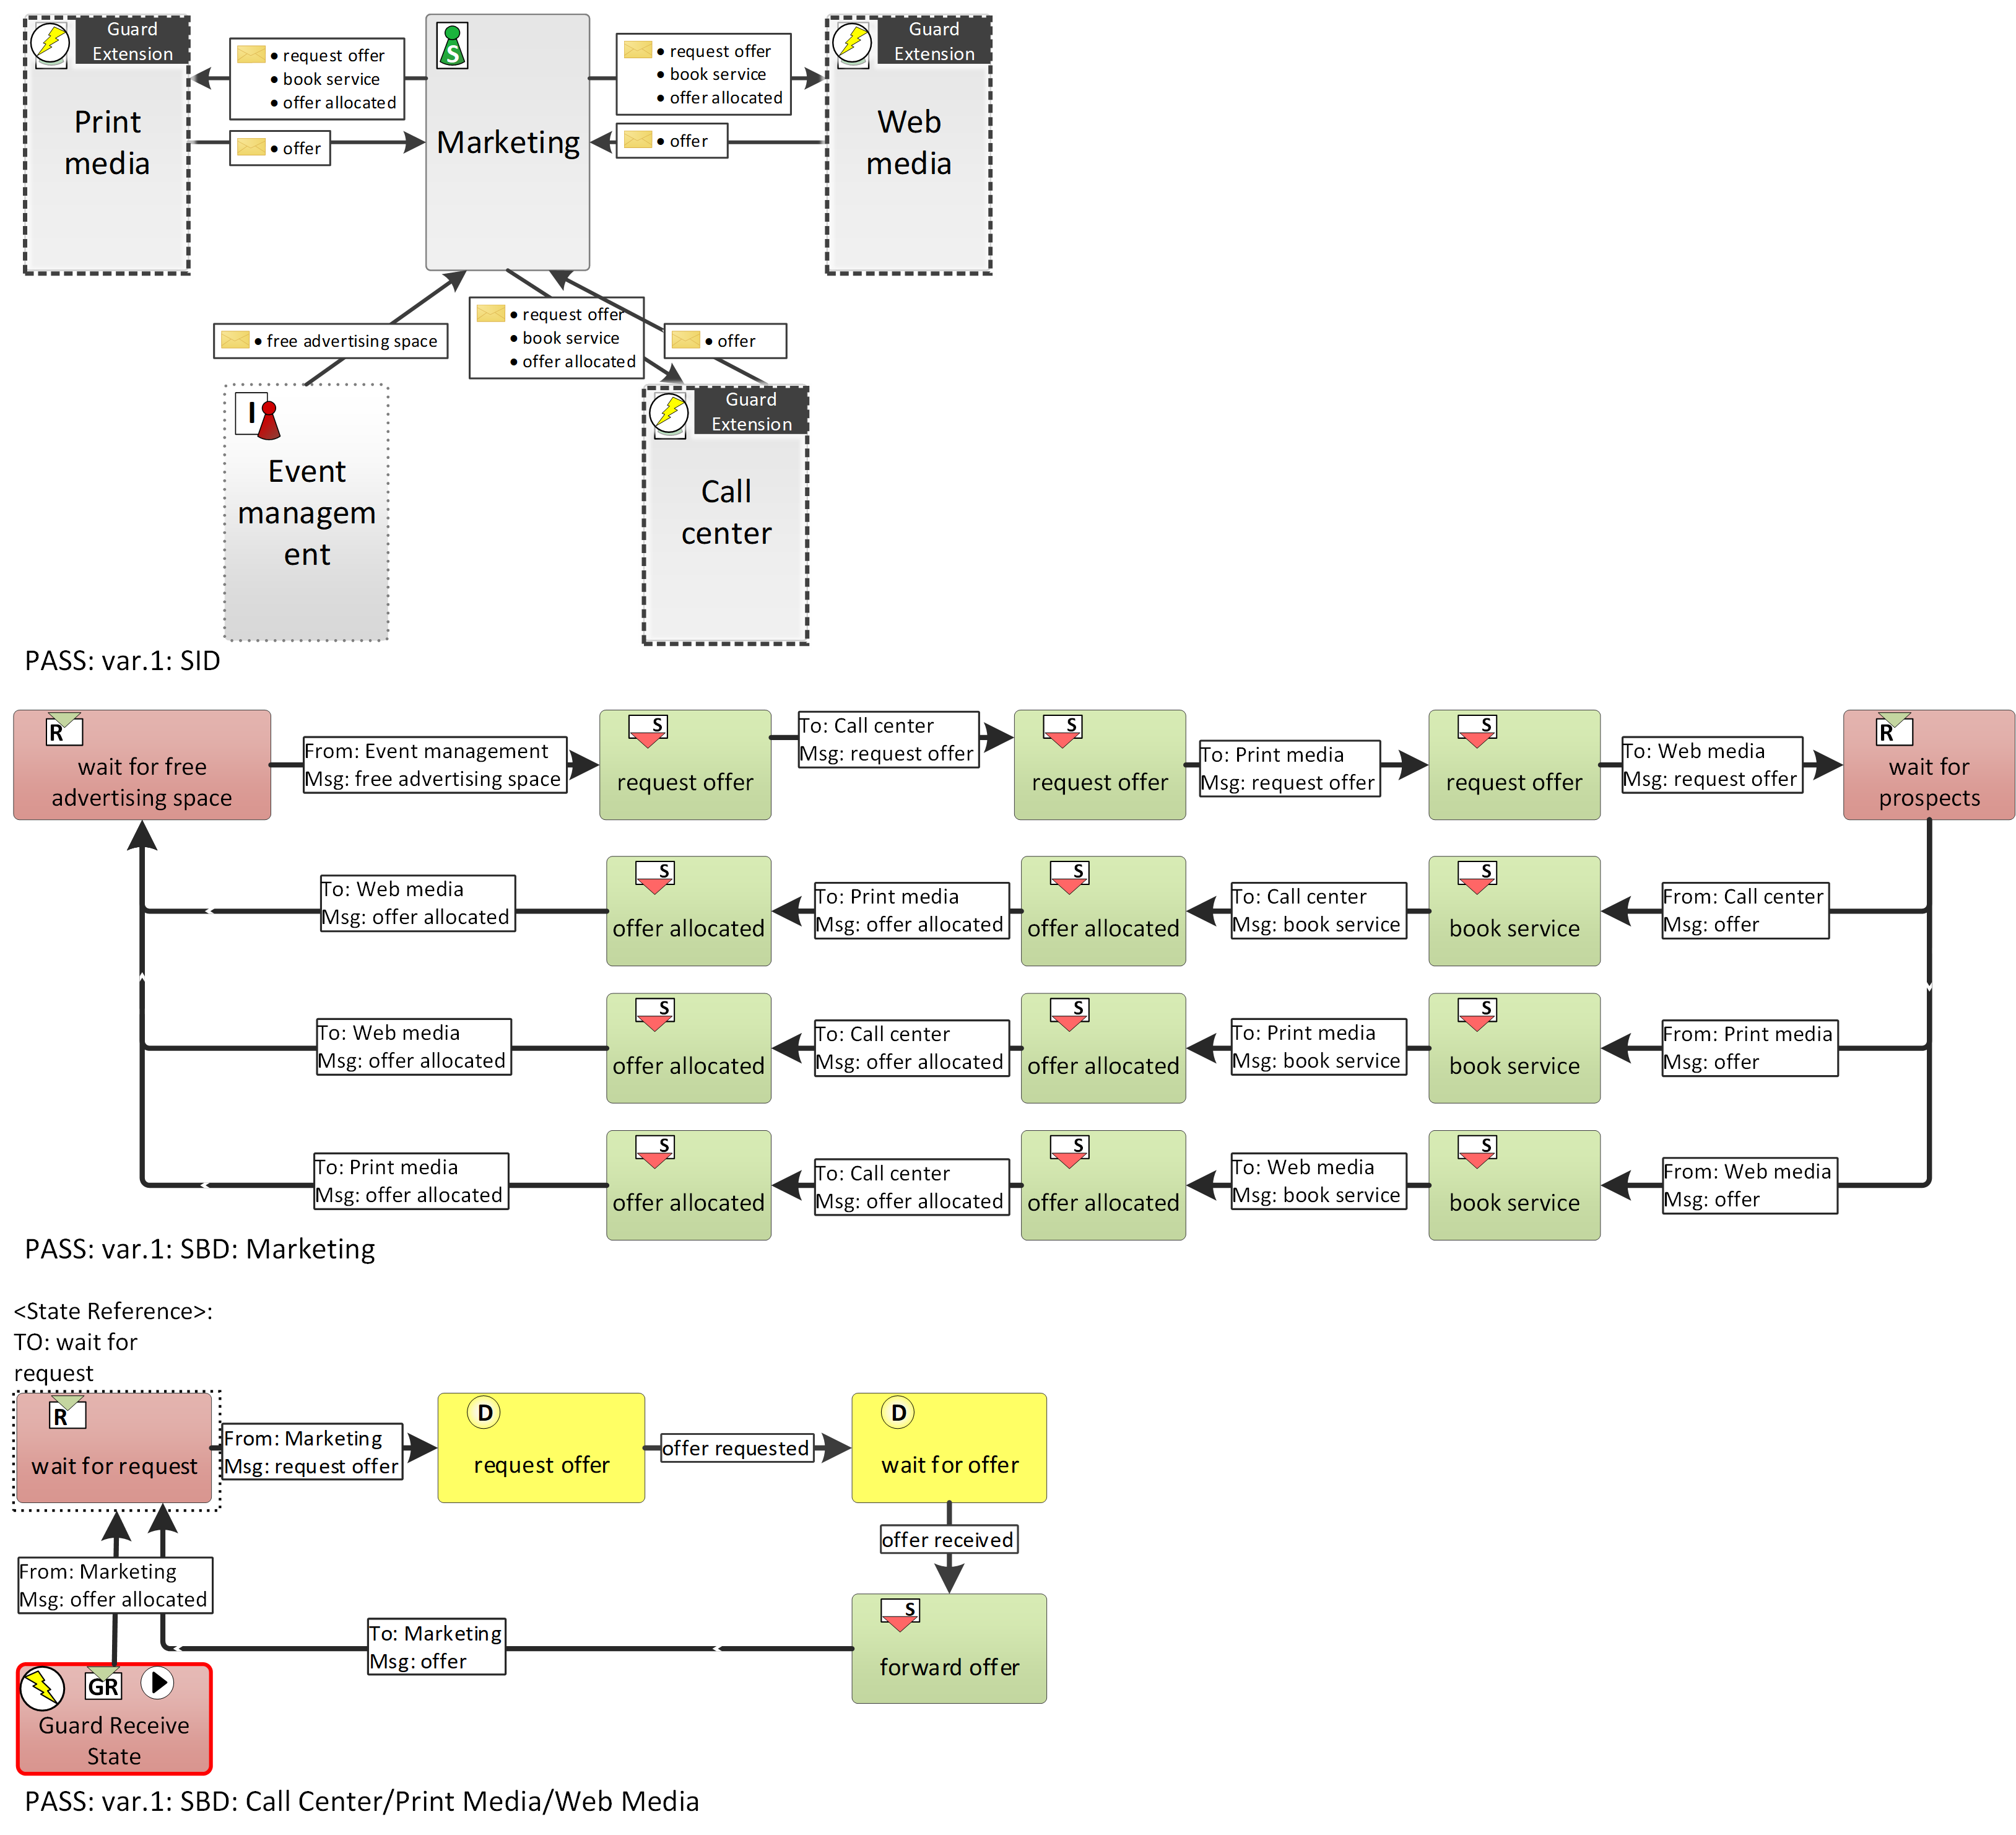 Guard
Extension
Print
media
• request offer
• book service
• offer allocated
• offer
S
Marketing
• request offer
• book service
• offer allocated
• offer
Guard
Extension
Web
media
• free advertising space
• request offer
• book service
• offer allocated
• offer
I
Event
managem
ent
Guard
Extension
Call
center
PASS: var.1: SID
R
wait for free
advertising space
From: Event management
Msg: free advertising space
S
request offer
To: Call center
Msg: request offer
S
request offer
To: Print media
Msg: request offer
S
request offer
To: Web media
Msg: request offer
R
wait for
prospects
To: Web media
Msg: offer allocated
S
offer allocated
To: Print media
Msg: offer allocated
S
offer allocated
To: Call center
Msg: book service
S
book service
From: Call center
Msg: offer
To: Web media
Msg: offer allocated
S
offer allocated
To: Call center
Msg: offer allocated
S
offer allocated
To: Print media
Msg: book service
S
book service
From: Print media
Msg: offer
To: Print media
Msg: offer allocated
S
offer allocated
To: Call center
Msg: offer allocated
S
offer allocated
To: Web media
Msg: book service
S
book service
From: Web media
Msg: offer
PASS: var.1: SBD: Marketing
<State Reference>:
TO: wait for
request
R
wait for request
From: Marketing
Msg: request offer
D
request offer
offer requested
D
wait for offer
offer received
From: Marketing
Msg: offer allocated
To: Marketing
Msg: offer
S
forward offer
GR
Guard Receive
State
PASS: var.1: SBD: Call Center/Print Media/Web Media